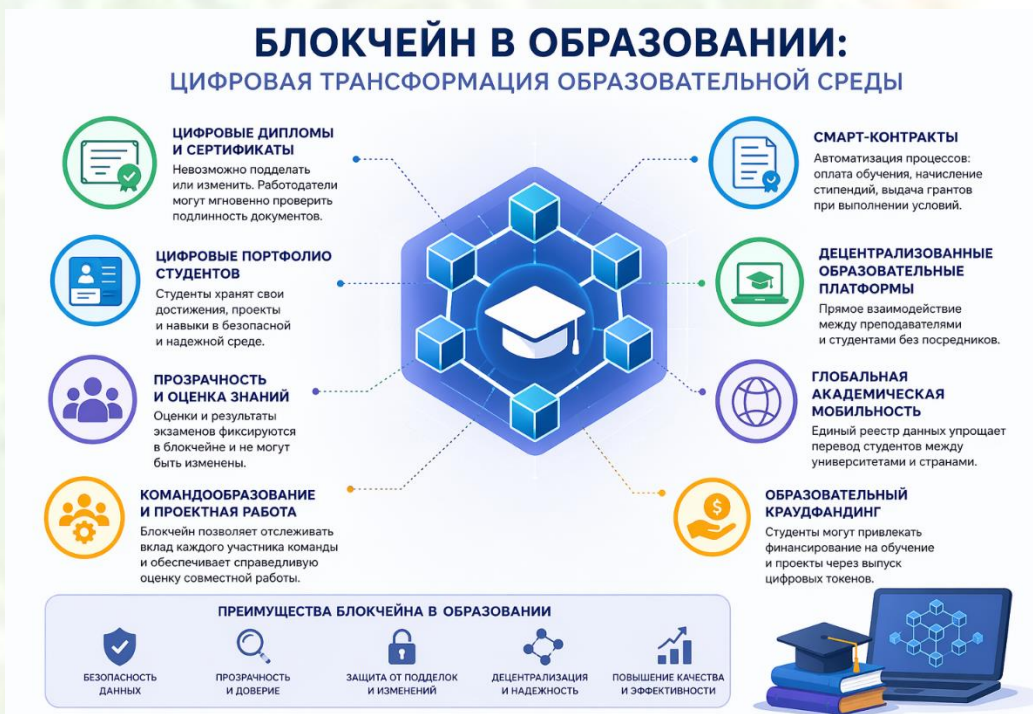 БЛОКЧЕЙН В ОБРАЗОВАНИИ:
ЦИФРОВАЯ ТРАНСФОРМАЦИЯ ОБРАЗОВАТЕЛЬНОЙ СРЕДЫ
ЦИФРОВЫЕ ДИПЛОМЫ
И СЕРТИФИКАТЫ
Невозможно подделать
или изменить. Работодатели
могут мгновенно проверить
подлинность документов.
ЦИФРОВЫЕ ПОРТФОЛИО
СТУДЕНТОВ
Студенты хранят свои
достижения, проекты
и навыки в безопасной
и надежной среде.
ПРОЗРАЧНОСТЬ
И ОЦЕНКА ЗНАНИЙ
Оценки и результаты
экзаменов фиксируются
в блокчейне и не могут
быть изменены.
КОМАНДООБРАЗОВАНИЕ
И ПРОЕКТНАЯ РАБОТА
Блокчейн позволяет отслеживать
вклад каждого участника команды
и обеспечивает справедливую
оценку совместной работы.
СМАРТ-КОНТРАКТЫ
Автоматизация процессов:
оплата обучения, начисление
стипендий, выдача грантов
при выполнении условий.
ДЕЦЕНТРАЛИЗОВАННЫЕ
ОБРАЗОВАТЕЛЬНЫЕ
ПЛАТФОРМЫ
Прямое взаимодействие
между преподавателями
и студентами без посредников.
ГЛОБАЛЬНАЯ
АКАДЕМИЧЕСКАЯ
МОБИЛЬНОСТЬ
Единый реестр данных упрощает
перевод студентов между
университетами и странами.
ОБРАЗОВАТЕЛЬНЫЙ
КРАУДФАНДИНГ
Студенты могут привлекать
финансирование на обучение
и проекты через выпуск
цифровых токенов.
$
ПРЕИМУЩЕСТВА БЛОКЧЕЙНА В ОБРАЗОВАНИИ
БЕЗОПАСНОСТЬ
ДАННЫХ
ПРОЗРАЧНОСТЬ
И ДОВЕРИЕ
ЗАЩИТА ОТ ПОДДЕЛОК
И ИЗМЕНЕНИЙ
ДЕЦЕНТРАЛИЗАЦИЯ
И НАДЕЖНОСТЬ
ПОВЫШЕНИЕ КАЧЕСТВА
И ЭФФЕКТИВНОСТИ